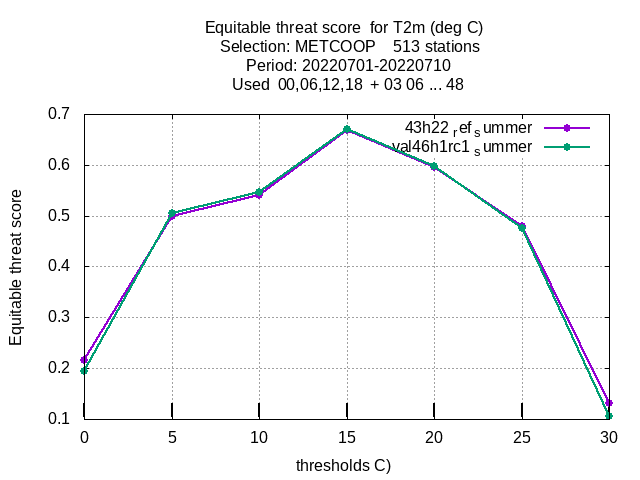 Equitable threat score  for T2m (deg C)
Selection: METCOOP    513 stations
Period: 20220701-20220710
Used  00,06,12,18  + 03 06 ... 48
43h22 ref summer
val46h1rc1 summer
Equitable threat score
0.7
0.6
0.5
0.4
0.3
0.2
0.1
0 5 10 15 20 25 30
thresholds C)